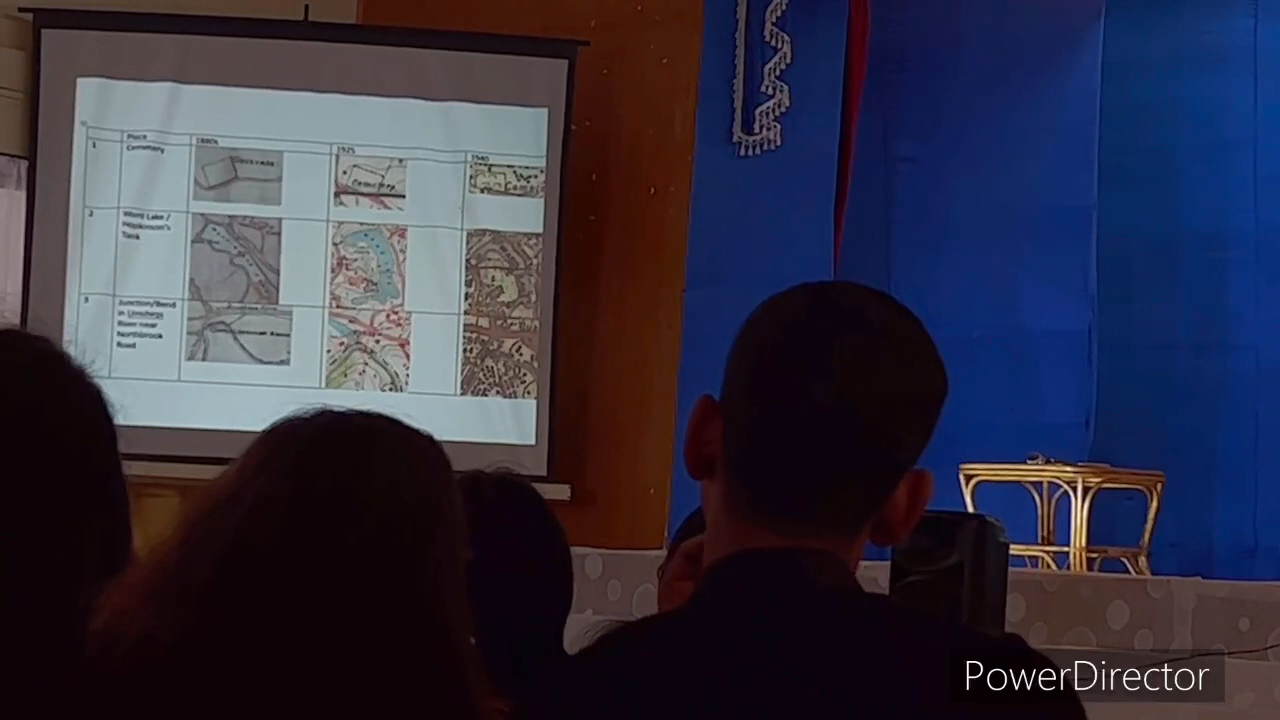 Place
1880s
1925
1940
1
Cemetery
Cemetery
2
Ward Lake /
Hopkinson's
Tank
3
Junction/Bend
in Umsherpi
River near
Northbrook
Road
PowerDirector